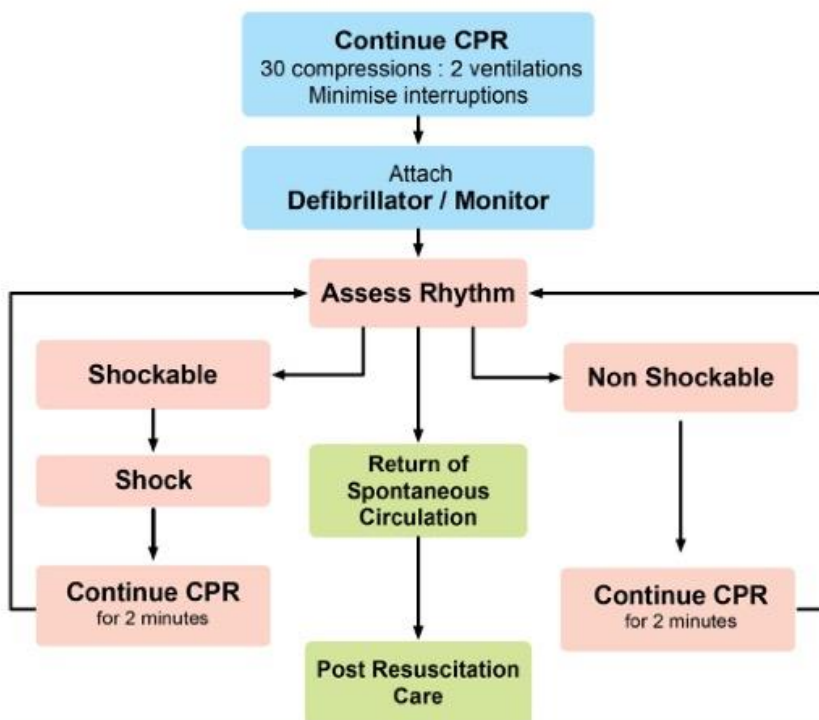 Continue CPR
30 compressions : 2 ventilations
Minimise interruptions
Attach
Defibrillator / Monitor
Assess Rhythm
Shockable
Non Shockable
Shock
Return of
Spontaneous
Circulation
Continue CPR
for 2 minutes
Continue CPR
for 2 minutes
Post Resuscitation
Care